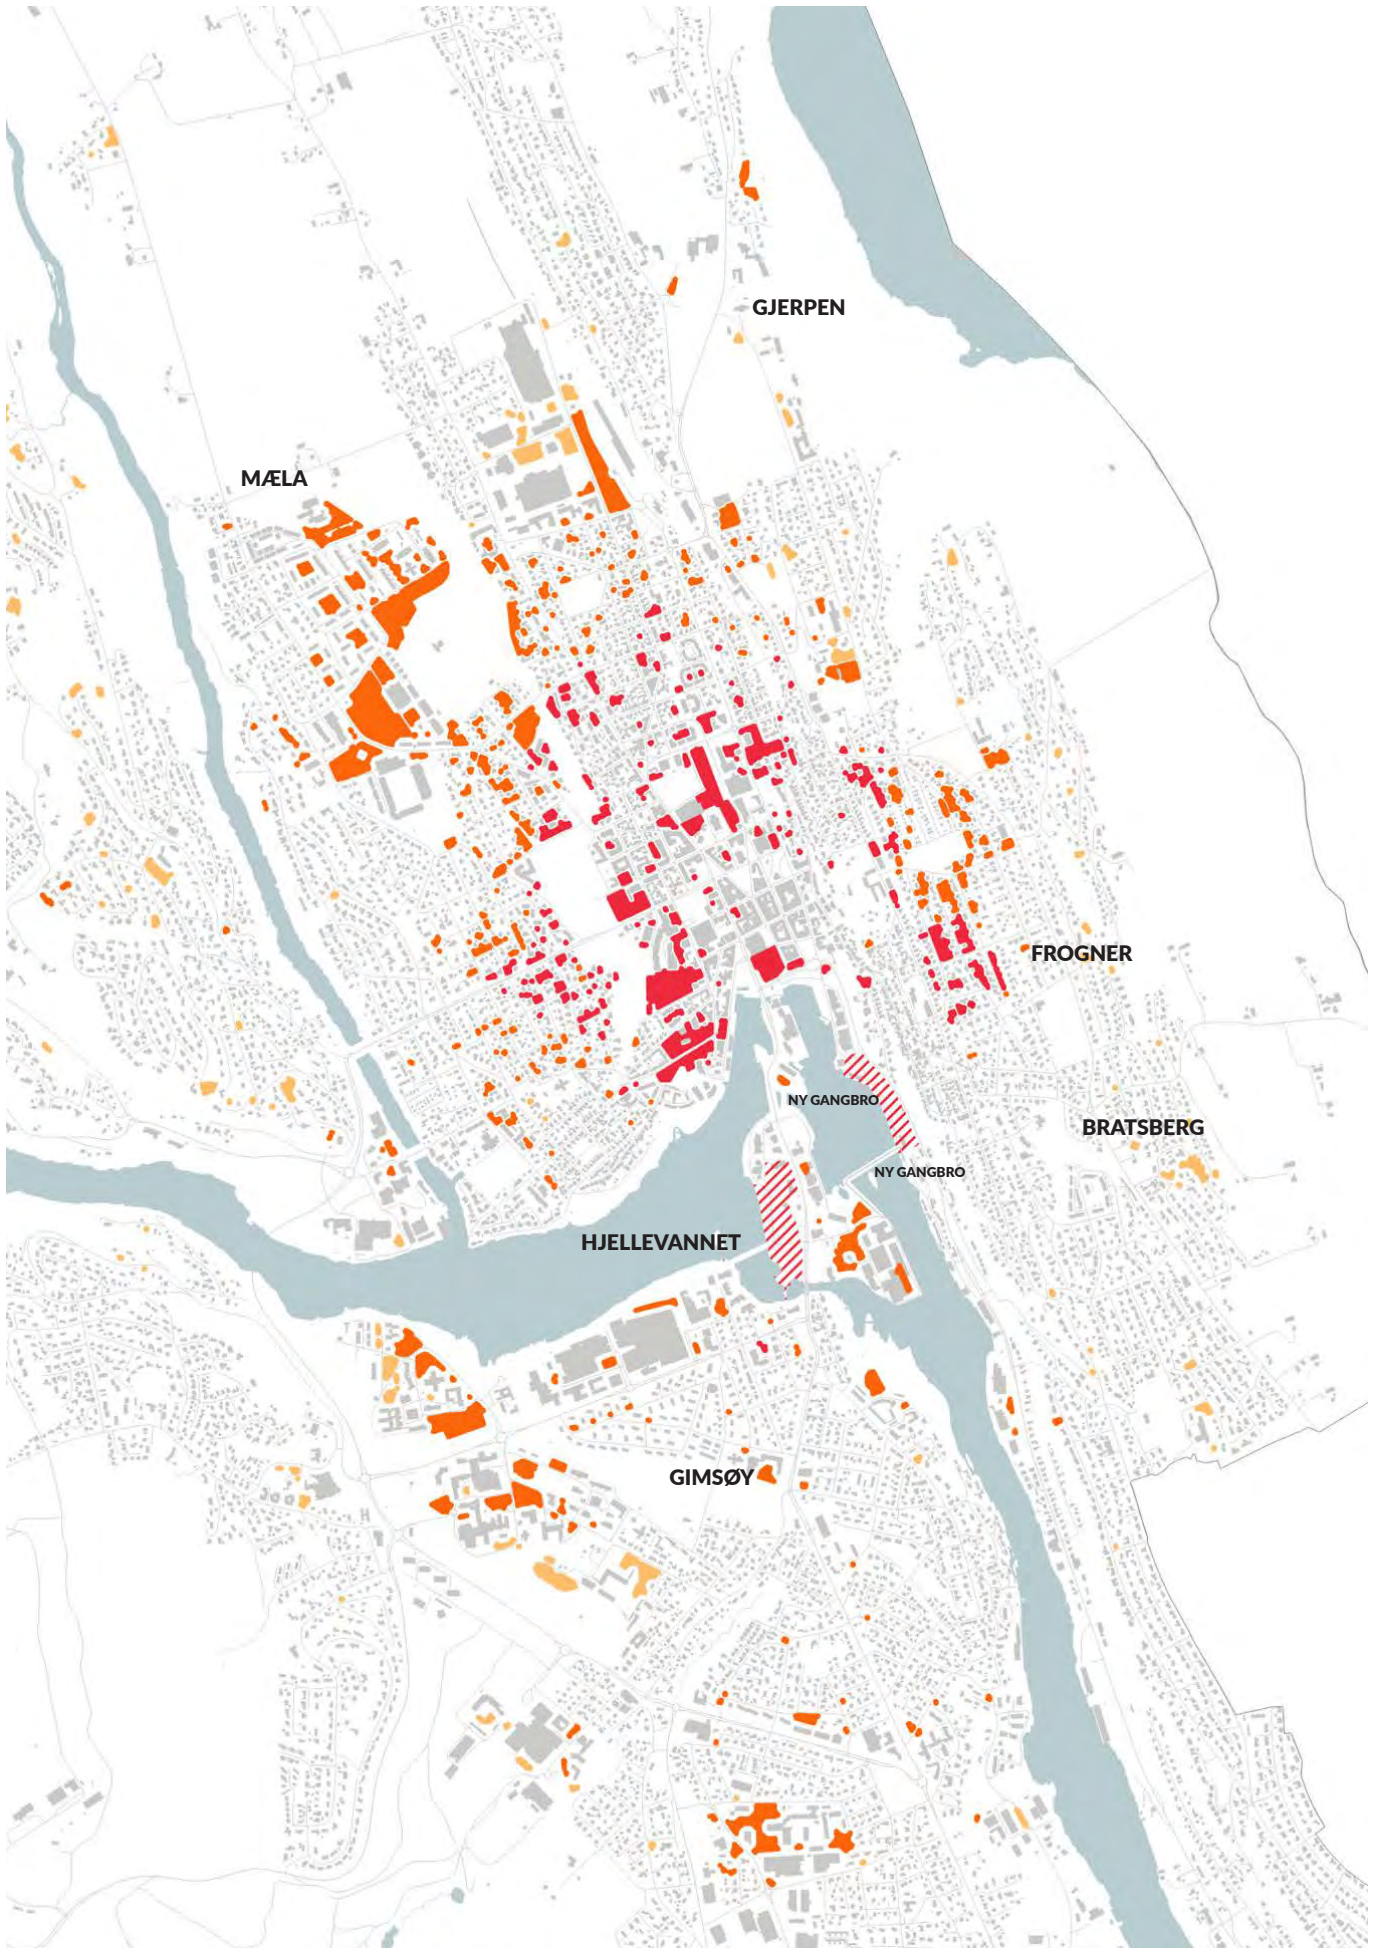 GJERPEN
MÆLA
FROGNER
NY GANGBRO
BRATSBERG
NY GANGBRO
HJELLEVANNET
GIMSØY